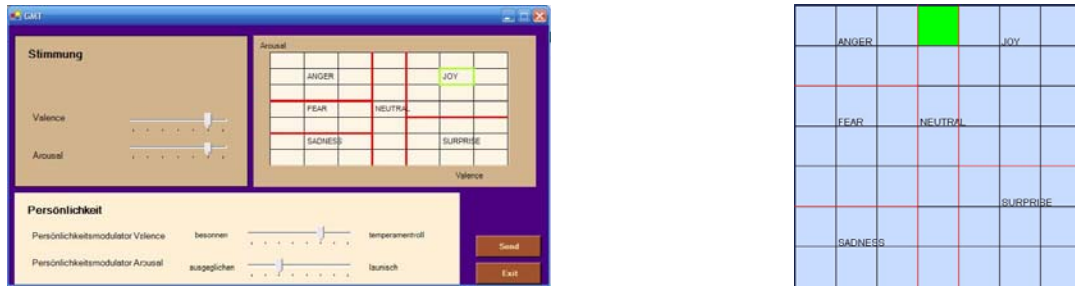 GMT
Stimmung
Valence
Arousal
Arousal
ANGER
JOY
FEAR
NEUTRAL
SADNESS
SURPRISE
Valence
Persönlichkeit
Persönlichkeitsmodulator Valence
besonnen
temperamentvoll
Persönlichkeitsmodulator Arousal
ausgeglichen
launisch
Send
Exit
ANGER
JOY
FEAR
NEUTRAL
SURPRISE
SADNESS